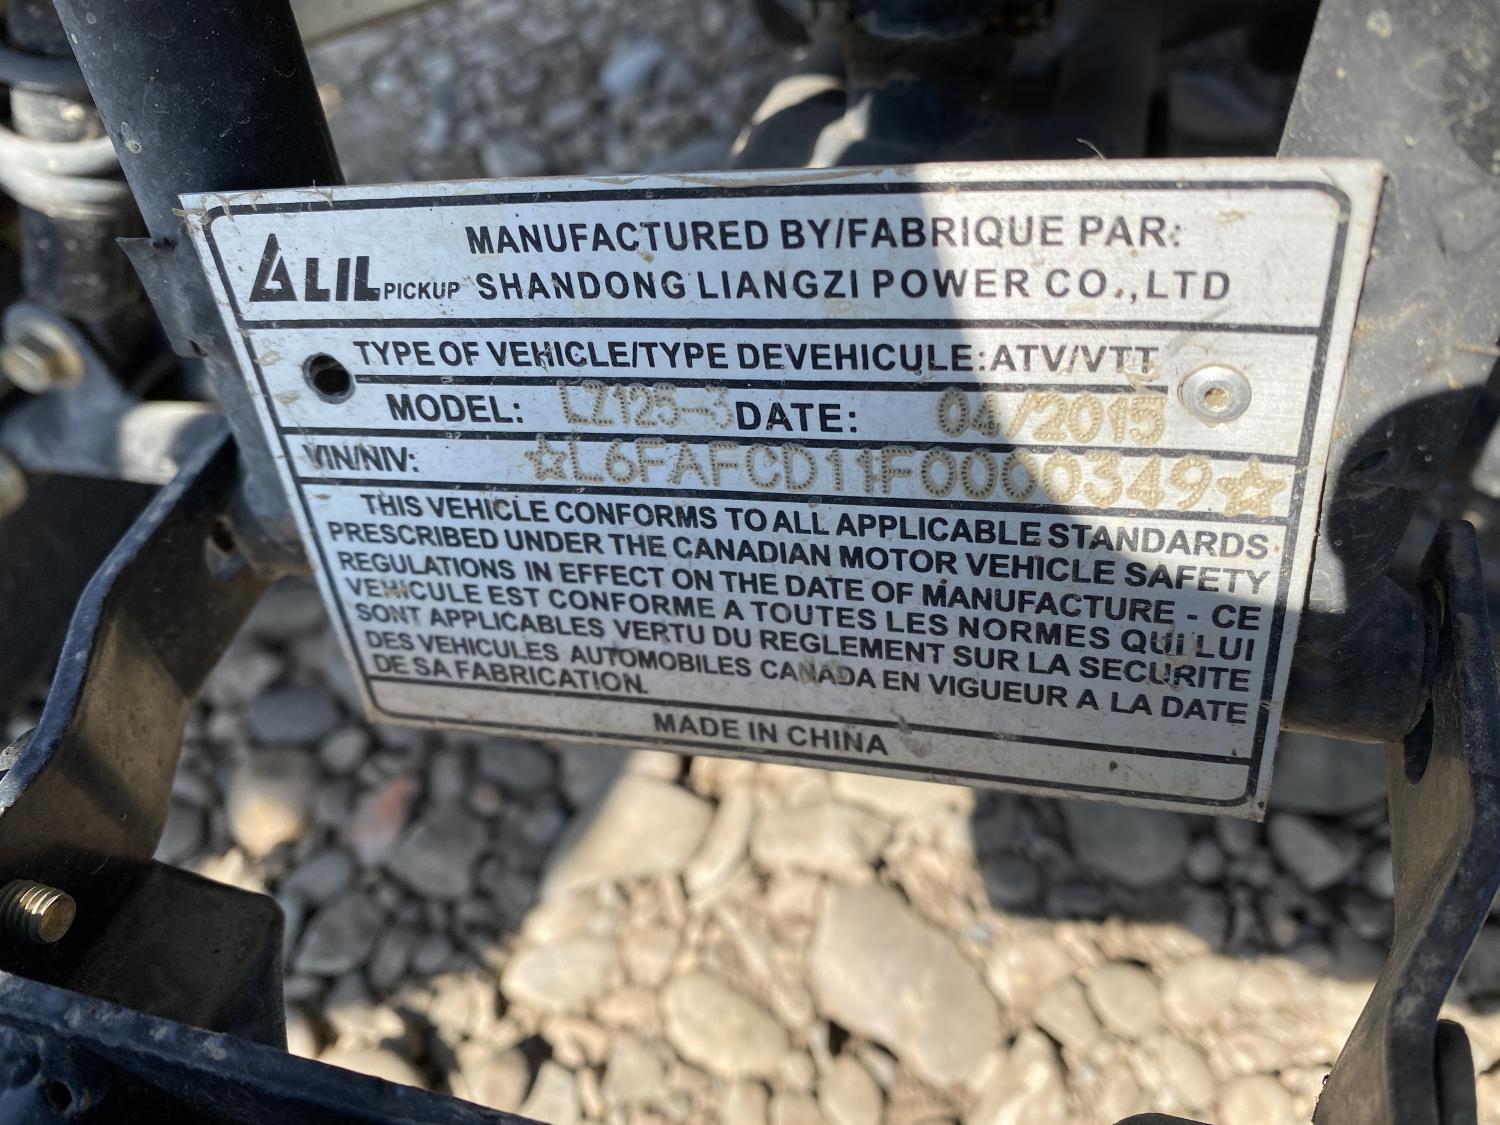 MANUFACTURED BY/FABRIQUE PAR:
LIL PICKUP SHANDONG LIANGZI POWER CO.,LTD
TYPE OF VEHICLE/TYPE DEVEHICULE: ATV/VTT
MODEL: LZ125-3 DATE: 04/2015
VIN/NIV: ☆L6FAFCD11F0000349☆
THIS VEHICLE CONFORMS TO ALL APPLICABLE STANDARDS
PRESCRIBED UNDER THE CANADIAN MOTOR VEHICLE SAFETY
REGULATIONS IN EFFECT ON THE DATE OF MANUFACTURE - CE
VEHICULE EST CONFORME A TOUTES LES NORMES QUI LUI
SONT APPLICABLES VERTU DU REGLEMENT SUR LA SECURITE
DES VEHICULES AUTOMOBILES CANADA EN VIGUEUR A LA DATE
DE SA FABRICATION.
MADE IN CHINA